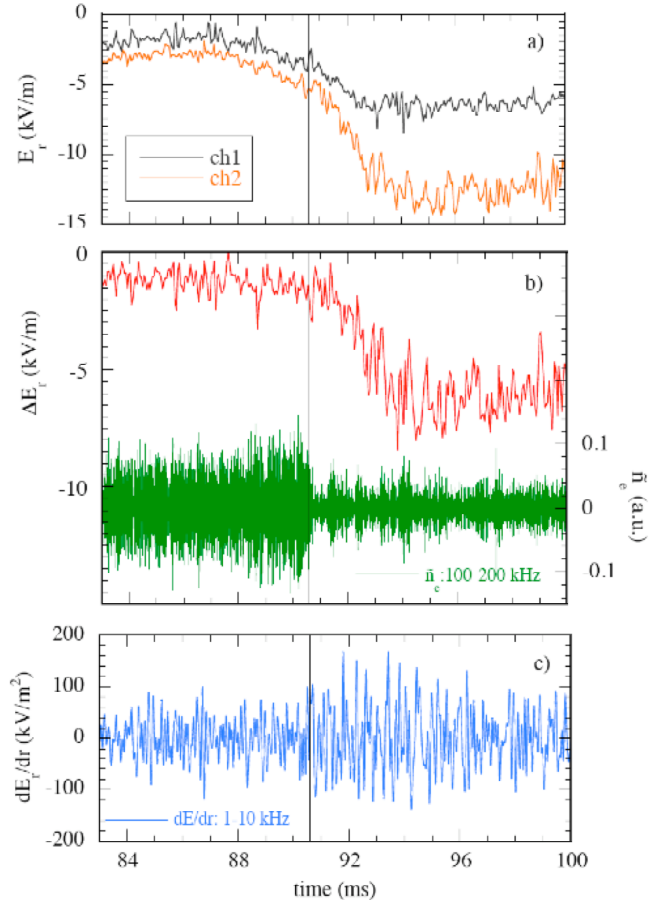 0
a)
-5
E_r (kV/m)
-10
ch1
ch2
-15
0
b)
ΔE_r (kV/m)
-5
-10
0.1
0
0.1
ñ_e (a.u.)
ñ_e:100 200 kHz
200
c)
100
dE_r/dr (kV/m²)
0
-100
dE/dr: 1-10 kHz
-200
84
88
92
96
100
time (ms)